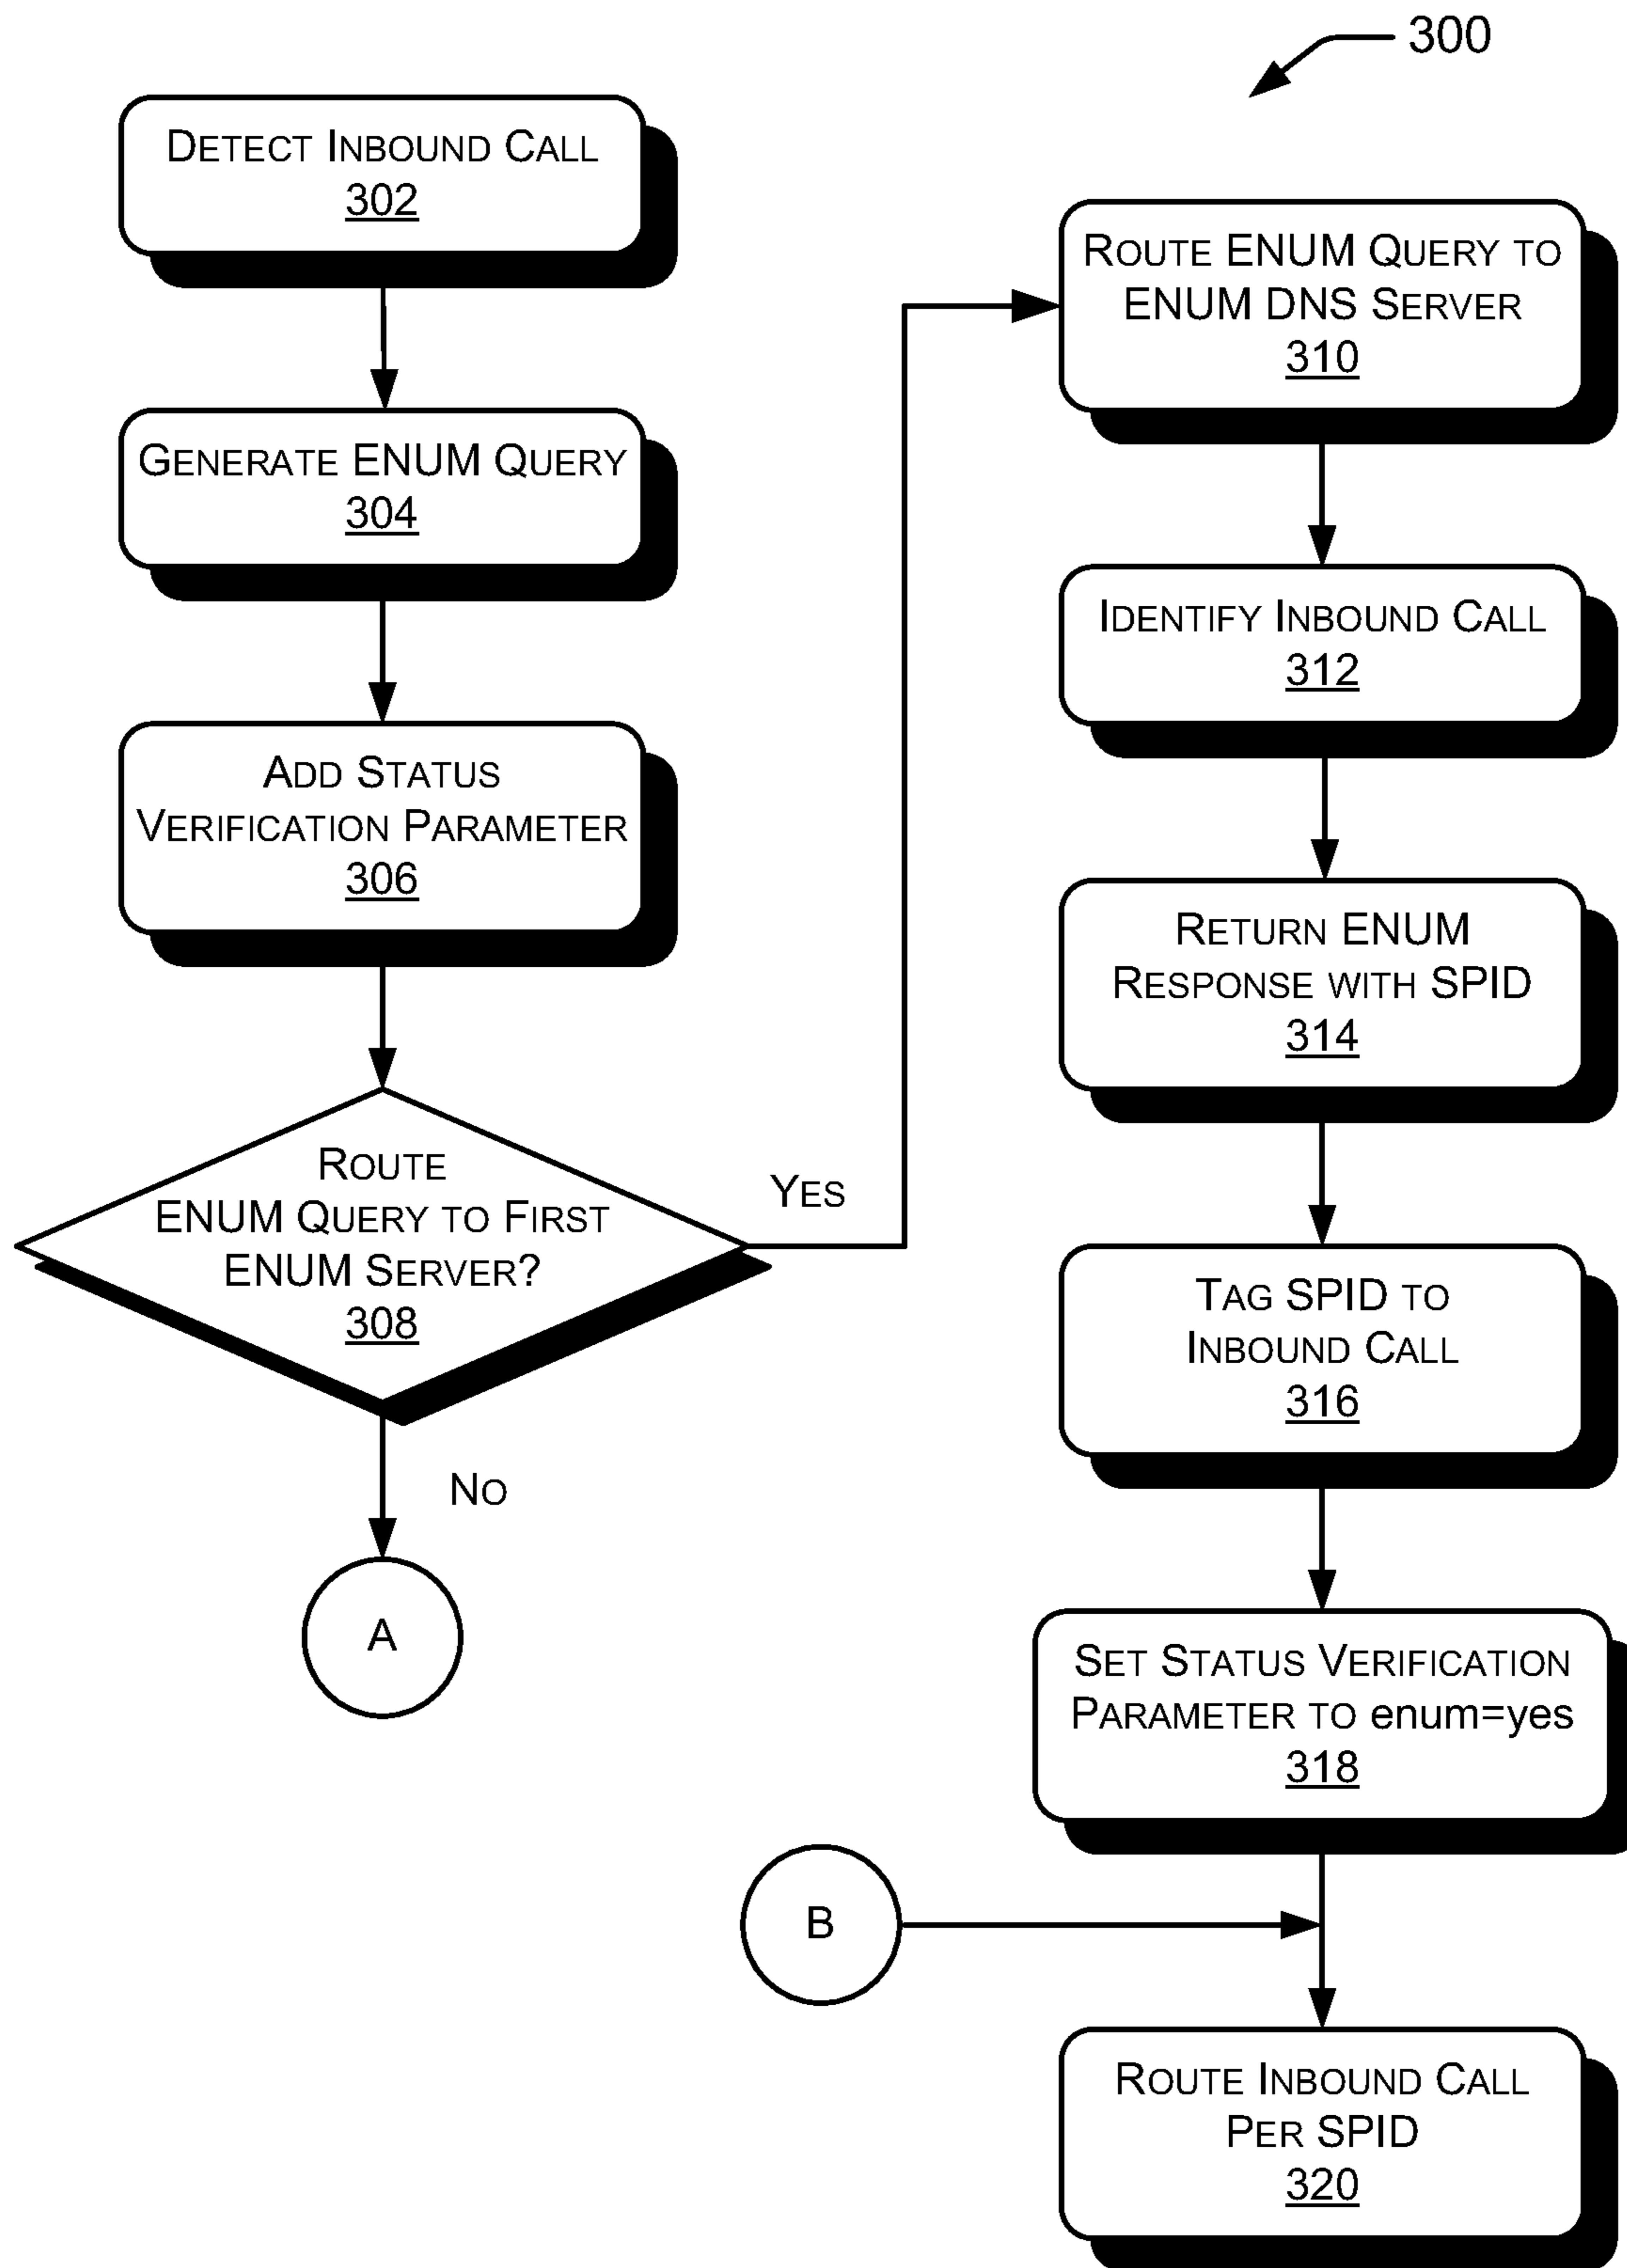 300
DETECT INBOUND CALL
302
GENERATE ENUM QUERY
304
ADD STATUS
VERIFICATION PARAMETER
306
ROUTE
ENUM QUERY TO FIRST
ENUM SERVER?
308
YES
NO
A
ROUTE ENUM QUERY TO
ENUM DNS SERVER
310
IDENTIFY INBOUND CALL
312
RETURN ENUM
RESPONSE WITH SPID
314
TAG SPID TO
INBOUND CALL
316
SET STATUS VERIFICATION
PARAMETER TO enum=yes
318
B
ROUTE INBOUND CALL
PER SPID
320